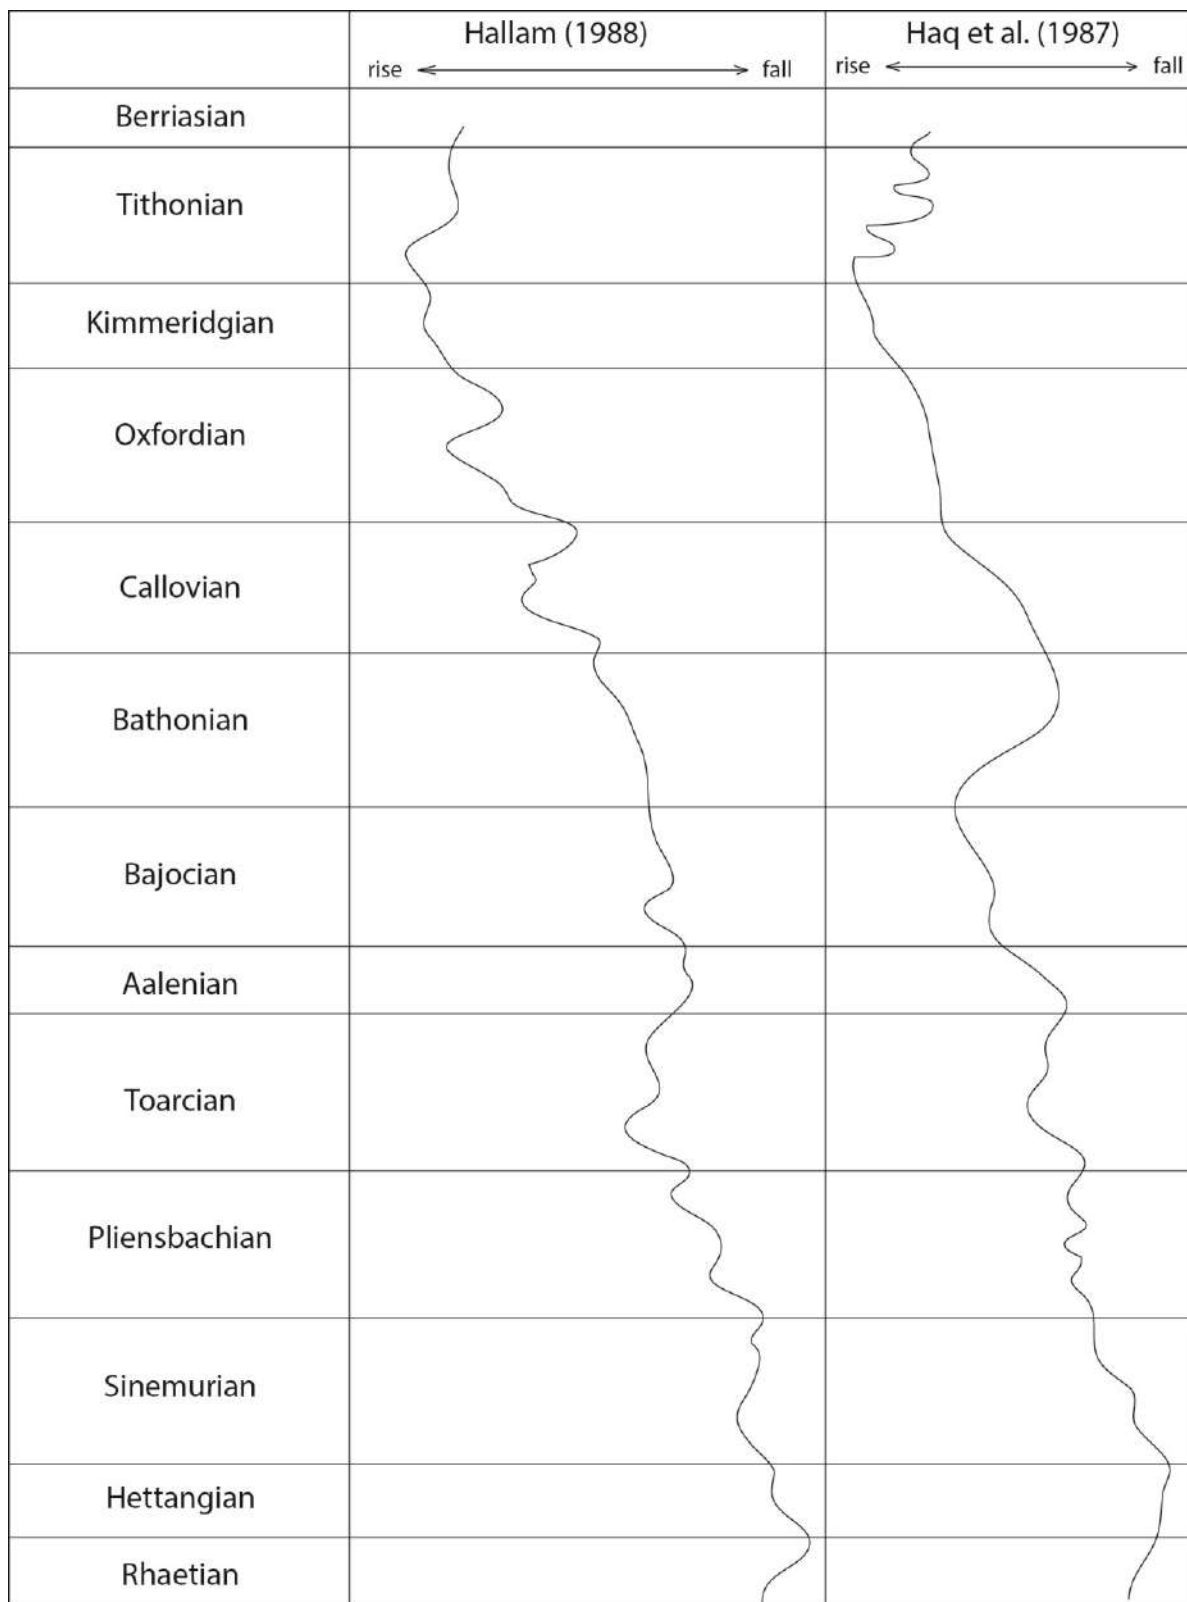 Hallam (1988)
Haq et al. (1987)
rise fall
rise fall
Berriasian
Tithonian
Kimmeridgian
Oxfordian
Callovian
Bathonian
Bajocian
Aalenian
Toarcian
Pliensbachian
Sinemurian
Hettangian
Rhaetian